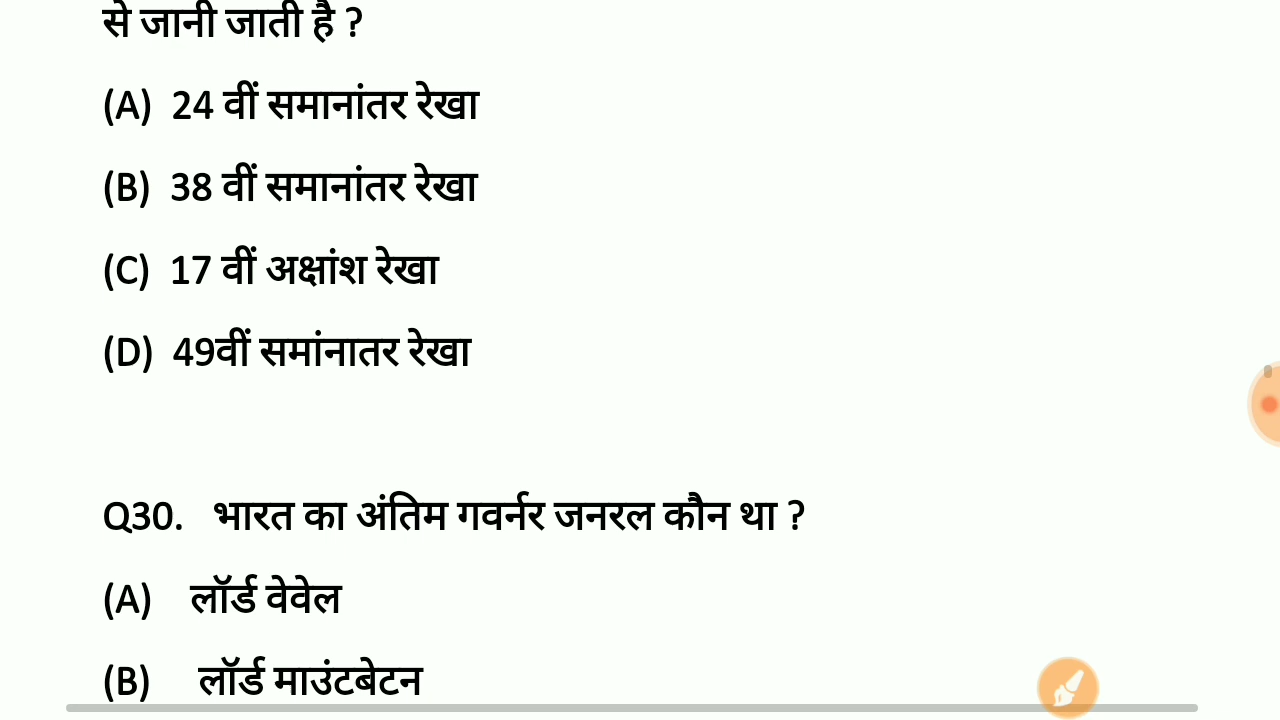 से जानी जाती है ?
(A) 24 वीं समानांतर रेखा
(B) 38 वीं समानांतर रेखा
(C) 17 वीं अक्षांश रेखा
(D) 49वीं समांनातर रेखा
Q30. भारत का अंतिम गवर्नर जनरल कौन था ?
(A) लॉर्ड वेवेल
(B) लॉर्ड माउंटबेटन